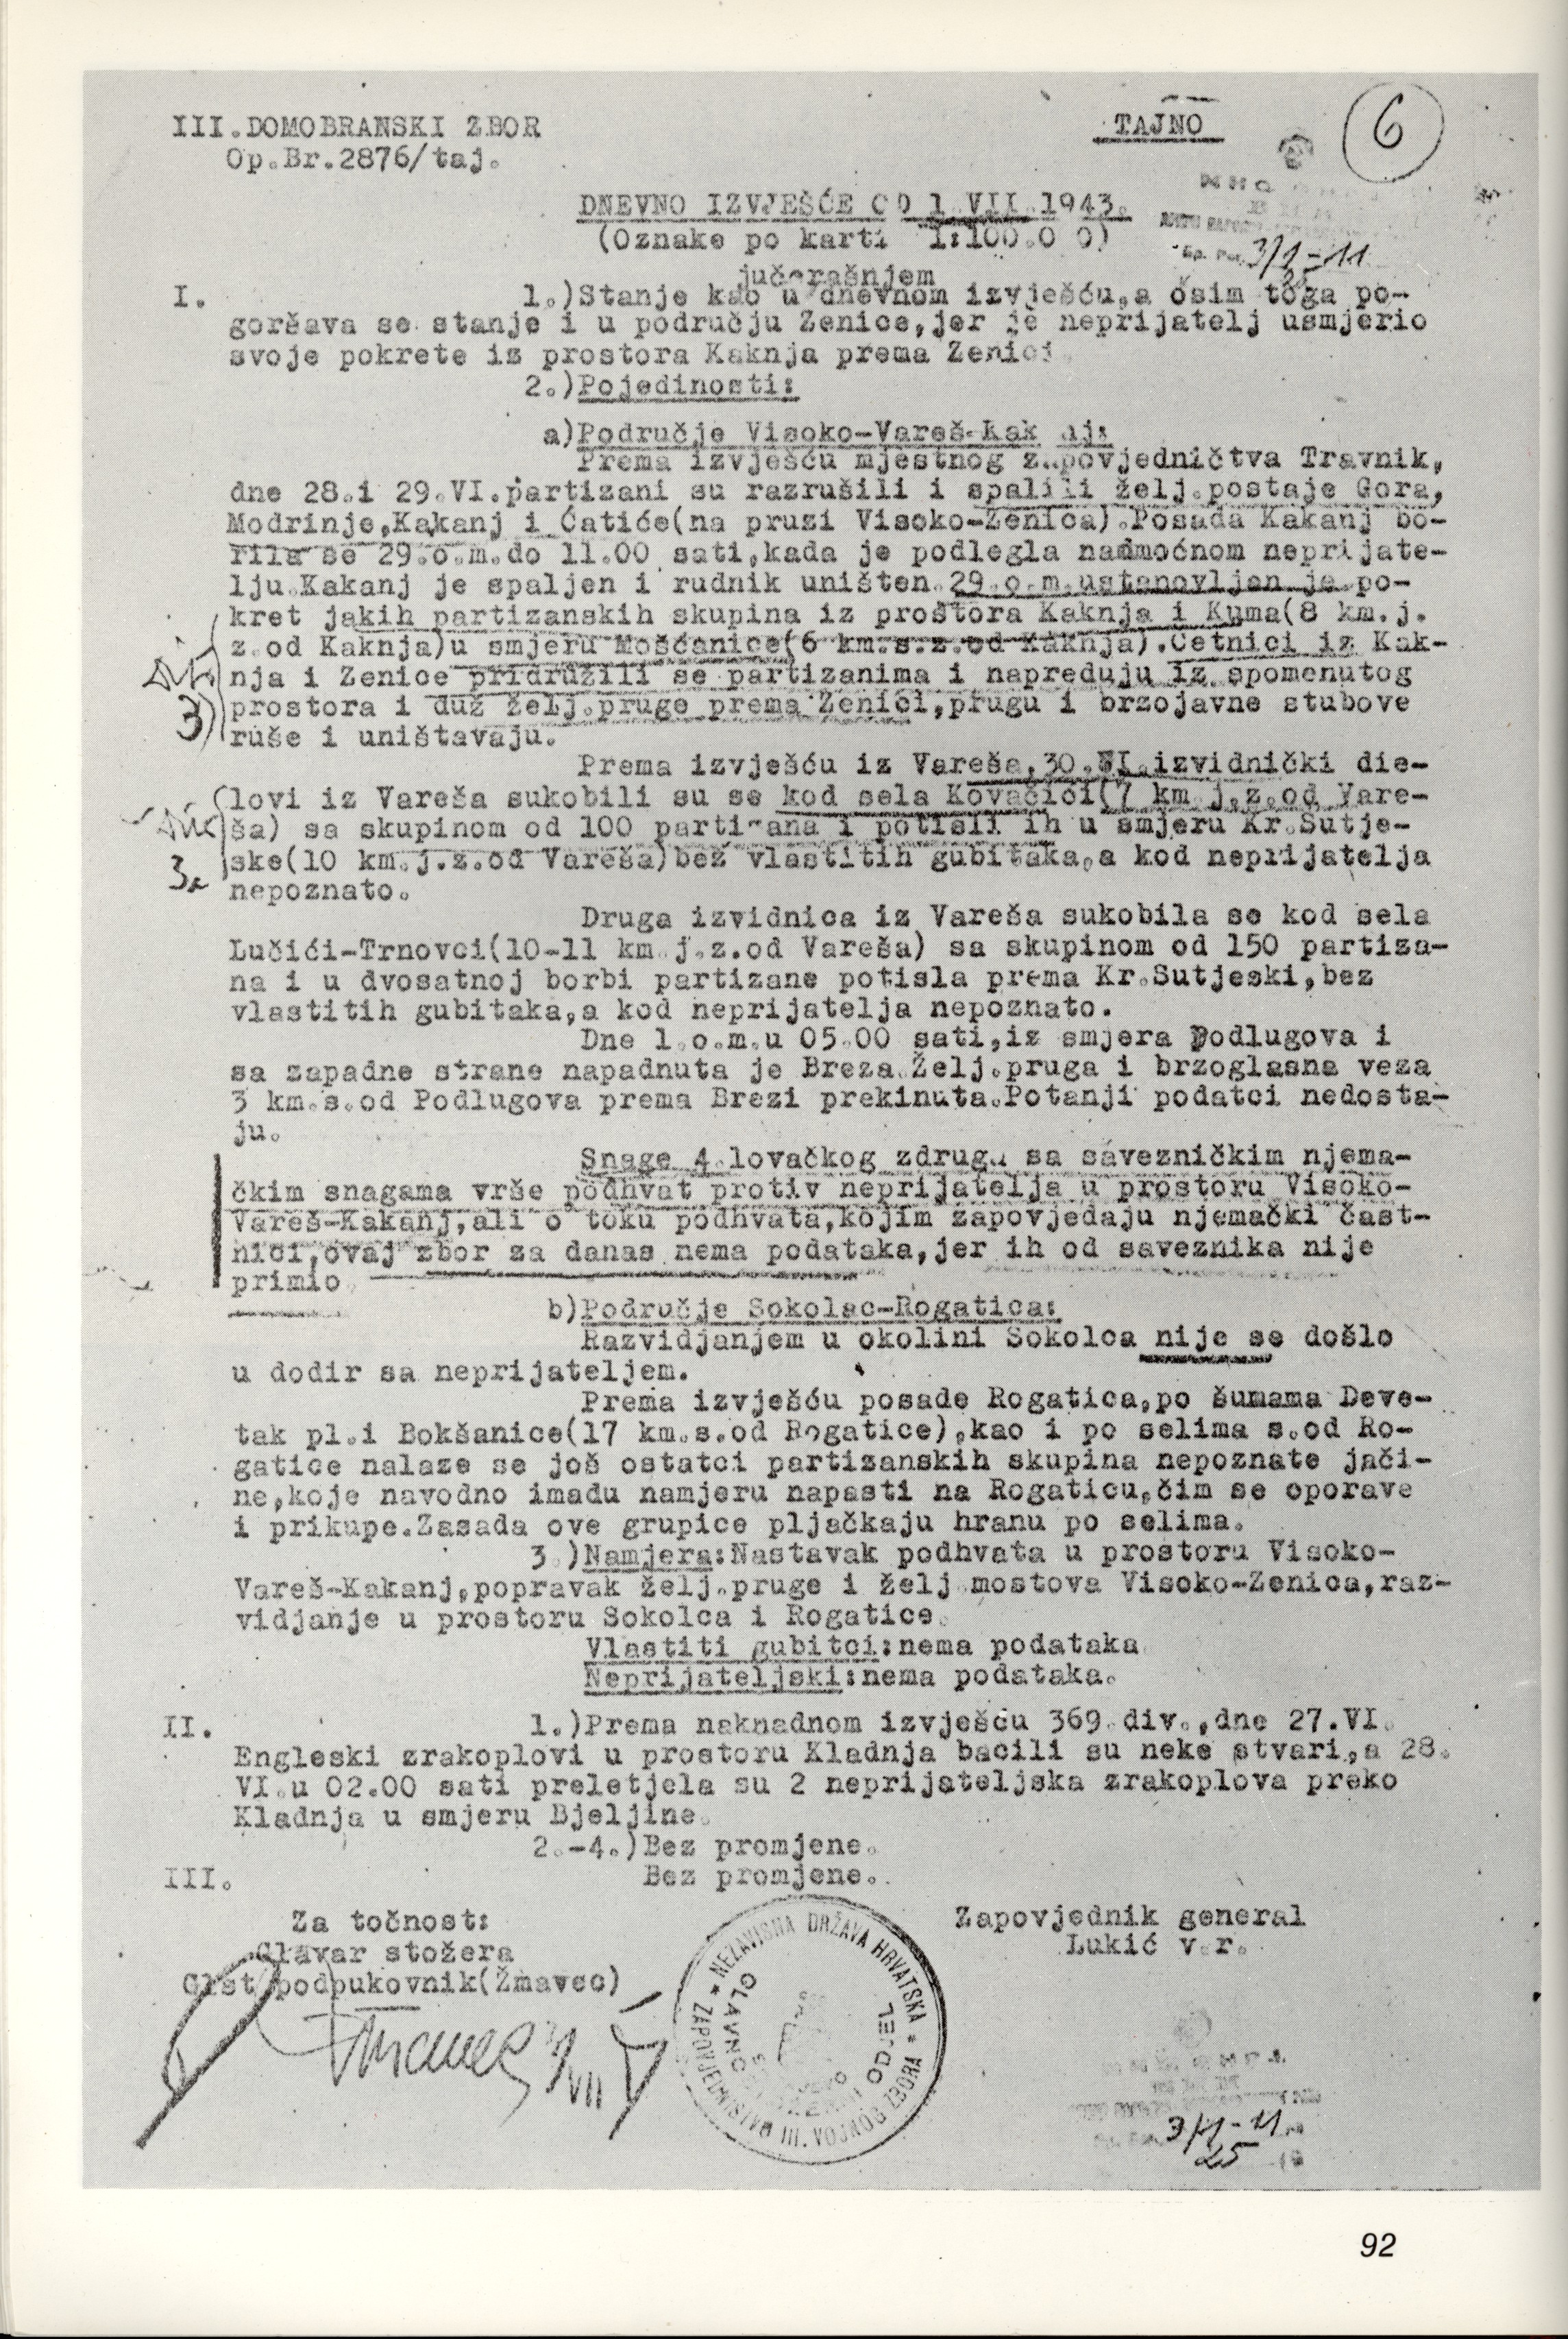 III.DOMOBRANSKI ZBOR
Op.Br.2876/taj.
TAJNO
6
DNEVNO IZVJEŠĆE OD 1.VII.1943.
(Oznake po karti 1:100.000)
3/1-11
jučerašnjem
I. 1.)Stanje kao u dnevnom izvješću,a osim toga po-
goršava se stanje i u području Zenice,jer je neprijatelj usmjerio
svoje pokrete iz prostora Kaknja prema Zenici.
2.)Pojedinosti:
a)Područje Visoko-Vareš-Kakanj:
Prema izvješću mjestnog zapovjedničtva Travnik,
dne 28.i 29.VI.partizani su razrušili i spalili želj.postaje Gora,
Modrinje,Kakanj i Ćatiće(na pruzi Visoko-Zenica).Posada Kakanj bo-
rila se 29.o.m.do 11.00 sati,kada je podlegla nadmoćnom neprijate-
lju.Kakanj je spaljen i rudnik uništen.29.o.m.ustanovljen je po-
kret jakih partizanskih skupina iz prostora Kaknja i Kuma(8 km.j.
z.od Kaknja)u smjeru Mošćanice(6 km.s.z.od Kaknja).Četnici iz Kak-
nja i Zenice pridružili se partizanima i napreduju iz spomenutog
prostora i duž želj.pruge prema Zenici,prugu i brzojavne stubove
ruše i uništavaju.
3)
Prema izvješću iz Vareša,30.VI.izvidnički die-
lovi iz Vareša sukobili su se kod sela Kovačići(7 km.j.z.od Vare-
ša) sa skupinom od 100 partizana i potisli ih u smjeru Kr.Sutje-
ske(10 km.j.z.od Vareša)bez vlastitih gubitaka,a kod neprijatelja
nepoznato.
3.
Druga izvidnica iz Vareša sukobila se kod sela
Lučići-Trnovci(10-11 km.j.z.od Vareša) sa skupinom od 150 partiza-
na i u dvosatnoj borbi partizane potisla prema Kr.Sutjeski,bez
vlastitih gubitaka,a kod neprijatelja nepoznato.
Dne 1.o.m.u 05.00 sati,iz smjera Podlugova i
sa zapadne strane napadnuta je Breza.Želj.pruga i brzoglasna veza
3 km.s.od Podlugova prema Brezi prekinuta.Potanji podatci nedosta-
ju.
Snage 4.lovačkog zdruga sa savezničkim njema-
čkim snagama vrše podhvat protiv neprijatelja u prostoru Visoko-
Vareš-Kakanj,ali o toku podhvata,kojim zapovjedaju njemački čast-
nici,ovaj zbor za danas nema podataka,jer ih od saveznika nije
primio.
b)Područje Sokolac-Rogatica:
Razvidjanjem u okolini Sokolca nije se došlo
u dodir sa neprijateljem.
Prema izvješću posade Rogatica,po šumama Deve-
tak pl.i Bokšanice(17 km.s.od Rogatice),kao i po selima s.od Ro-
gatice nalaze se još ostatci partizanskih skupina nepoznate jači-
ne,koje navodno imadu namjeru napasti na Rogaticu,čim se oporave
i prikupe.Zasada ove grupice pljačkaju hranu po selima.
3.)Namjera:Nastavak podhvata u prostoru Visoko-
Vareš-Kakanj,popravak želj.pruge i želj.mostova Visoko-Zenica,raz-
vidjanje u prostoru Sokolca i Rogatice.
Vlastiti gubitci:nema podataka.
Neprijateljski:nema podataka.
II. 1.)Prema naknadnom izvješću 369.div.,dne 27.VI.
Engleski zrakoplovi u prostoru Kladnja bacili su neke stvari,a 28.
VI.u 02.00 sati preletjela su 2 neprijateljska zrakoplova preko
Kladnja u smjeru Bjeljine.
2.-4.)Bez promjene.
III. Bez promjene.
Za točnost:
Glavar stožera
Glst podpukovnik(Žmavec)
Zapovjednik general
Lukić v.r.
NEZAVISNA DRŽAVA HRVATSKA
ZAPOVJEDNIŠTVO III. VOJNOG ZBORA
3/1-11
25
92